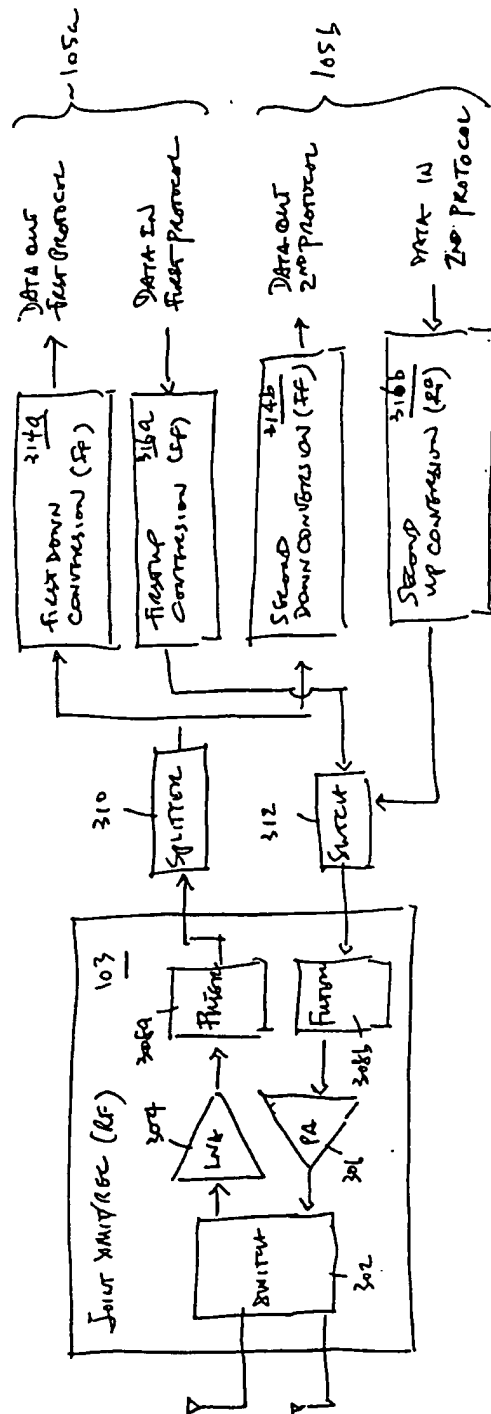 JOINT XMIT/REC (RF)
103
SWITCH
302
LNA
304
FILTER
308a
PA
306
FILTER
308b
SPLITTER
310
SWITCH
312
314a
FIRST DOWN
CONVERSION (IF)
DATA OUT
FIRST PROTOCOL
316a
FIRST UP
CONVERSION (IF)
DATA IN
FIRST PROTOCOL
~105a
314b
SECOND
DOWN CONVERSION (IF)
DATA OUT
2ND PROTOCOL
316b
SECOND
UP CONVERSION
DATA IN
2ND PROTOCOL
105b